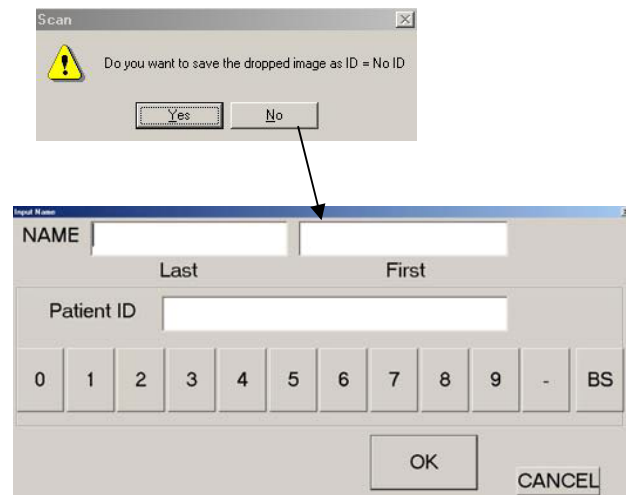 Scan
Do you want to save the dropped image as ID = No ID
Yes No
Input Name
NAME
Last First
Patient ID
0 1 2 3 4 5 6 7 8 9 - BS
OK
CANCEL